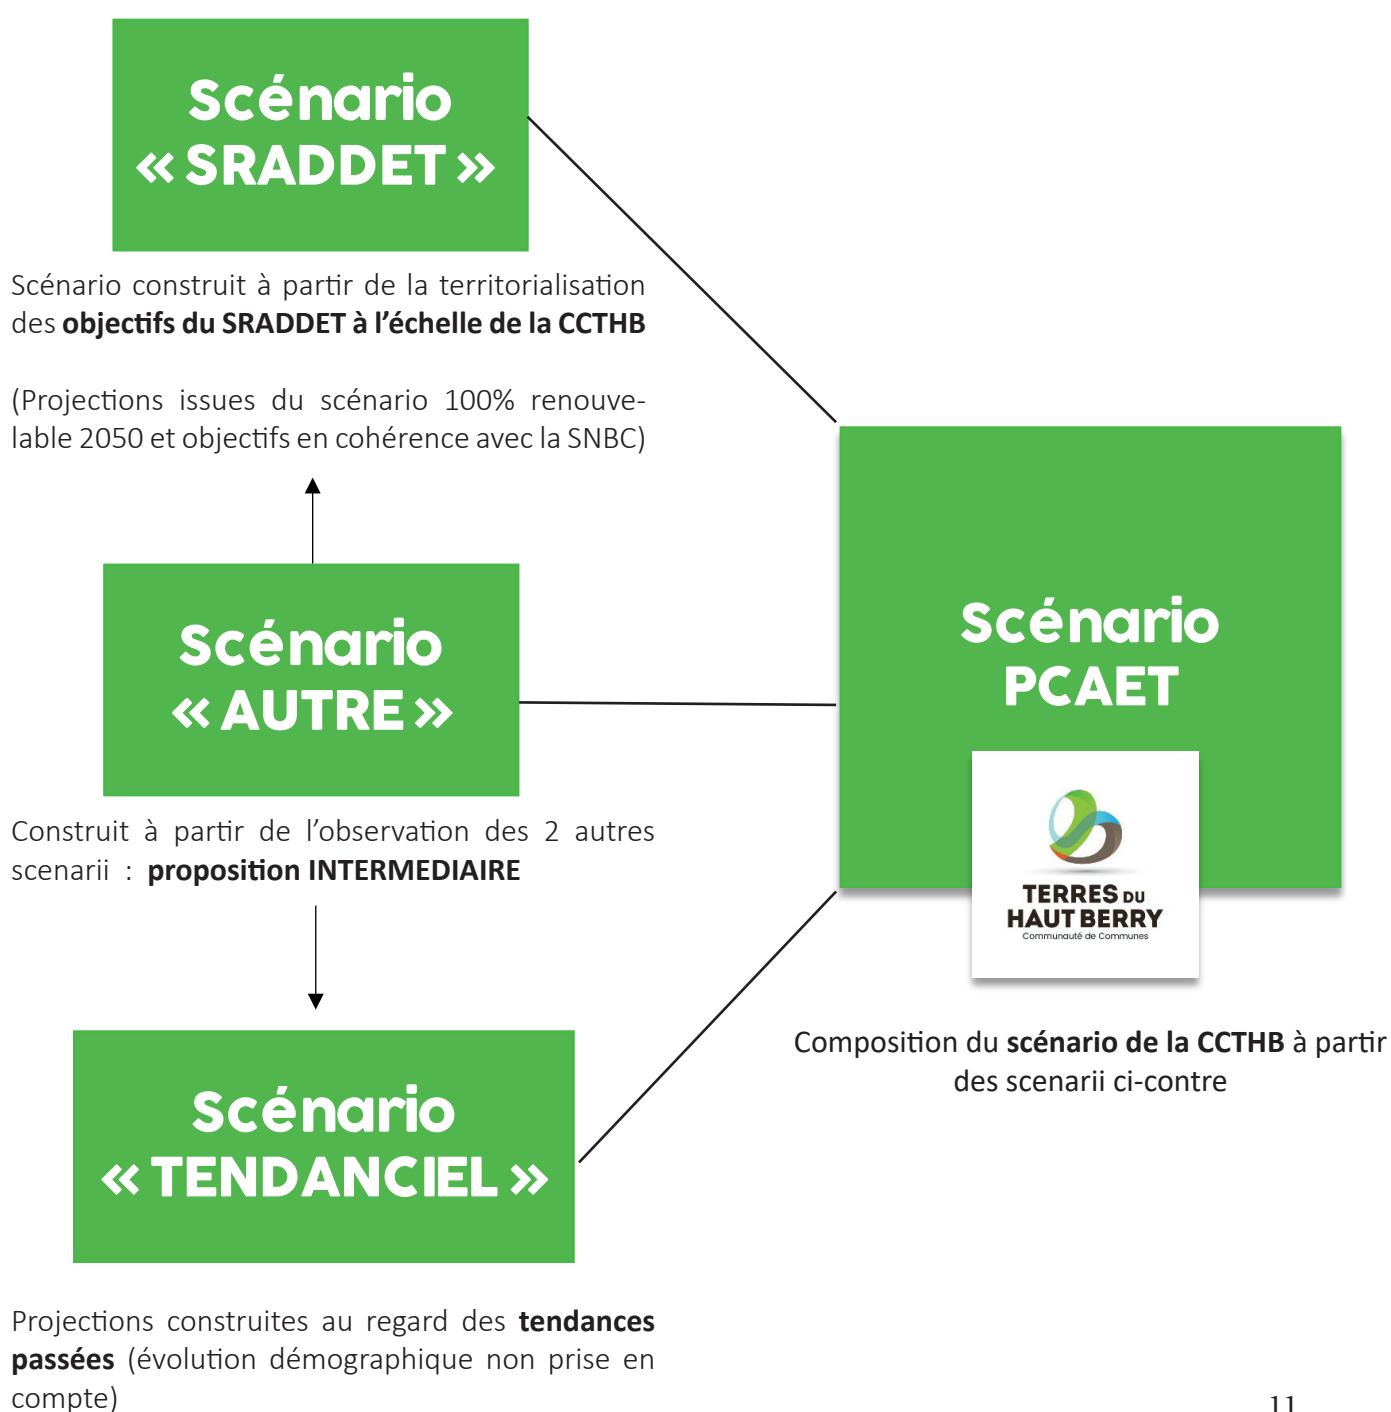 Scénario
« SRADDET »
Scénario construit à partir de la territorialisation
des objectifs du SRADDET à l’échelle de la CCTHB
(Projections issues du scénario 100% renouve-
lable 2050 et objectifs en cohérence avec la SNBC)
Scénario
« AUTRE »
Construit à partir de l’observation des 2 autres
scenarii : proposition INTERMEDIAIRE
Scénario
« TENDANCIEL »
Projections construites au regard des tendances
passées (évolution démographique non prise en
compte)
Scénario
PCAET
TERRES DU
HAUT BERRY
Communauté de Communes
Composition du scénario de la CCTHB à partir
des scenarii ci-contre
11